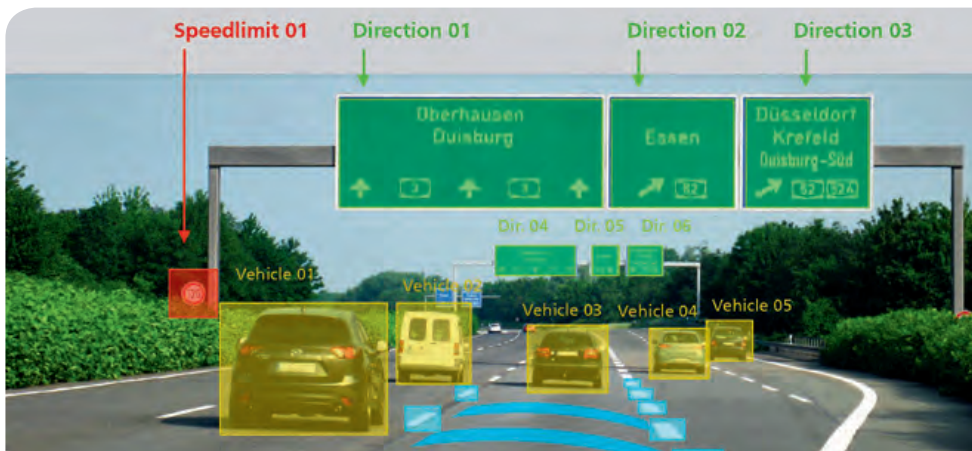 Speedlimit 01
Direction 01
Direction 02
Direction 03
Oberhausen
Duisburg
3
3
Essen
52
Düsseldorf
Krefeld
Duisburg-Süd
52 524
Dir. 04
Dir. 05
Dir. 06
120
Vehicle 01
Vehicle 02
Vehicle 03
Vehicle 04
Vehicle 05